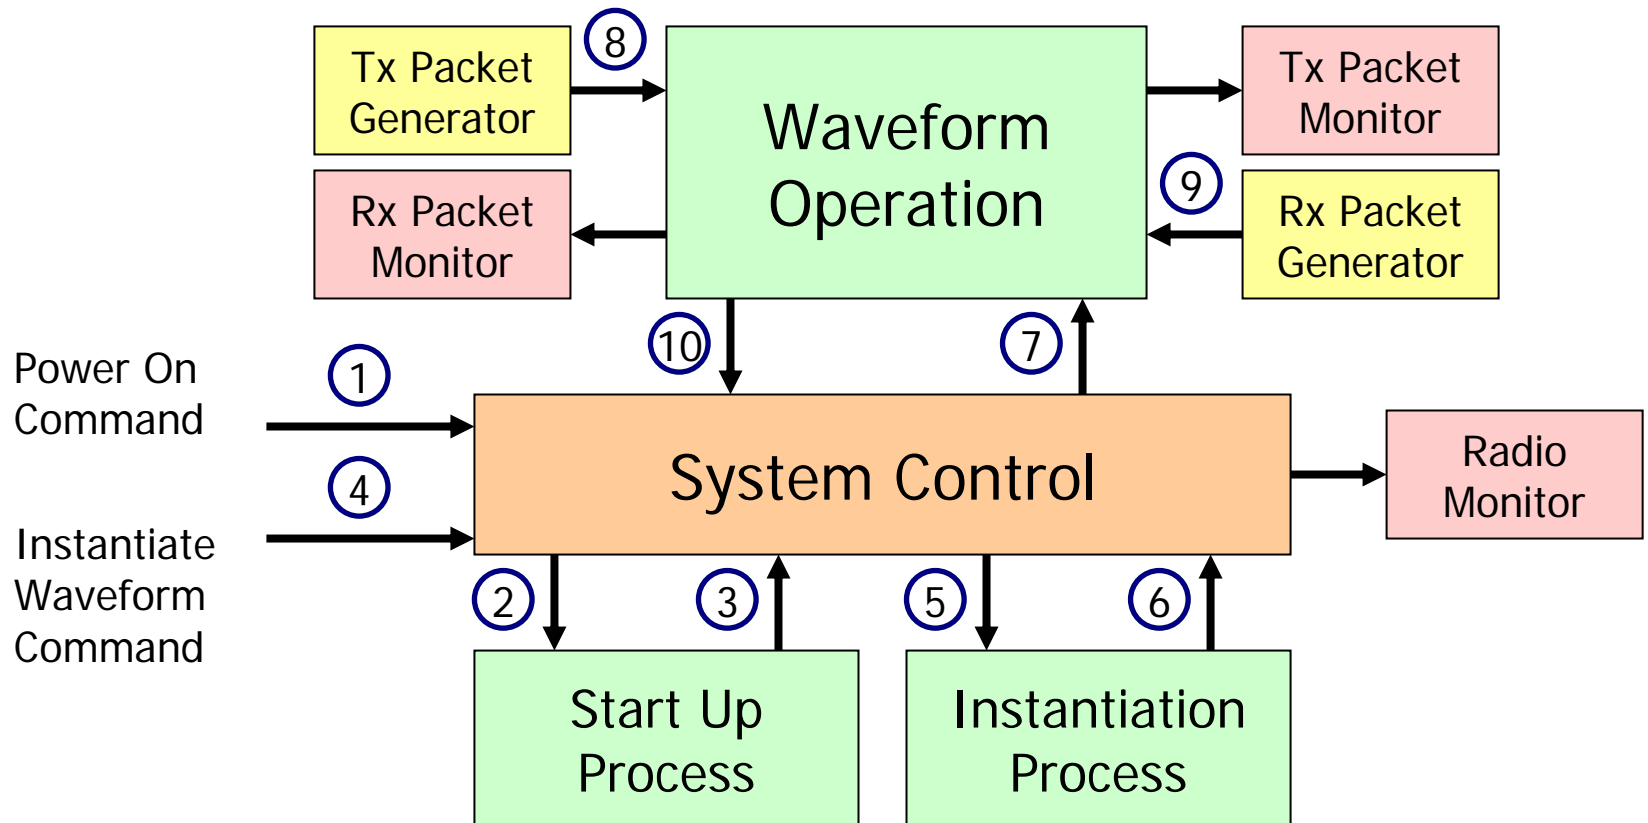 Tx Packet
Generator
8
Waveform
Operation
Tx Packet
Monitor
Rx Packet
Monitor
9
Rx Packet
Generator
10
7
Power On
Command
1
4
System Control
Radio
Monitor
Instantiate
Waveform
Command
2
3
5
6
Start Up
Process
Instantiation
Process